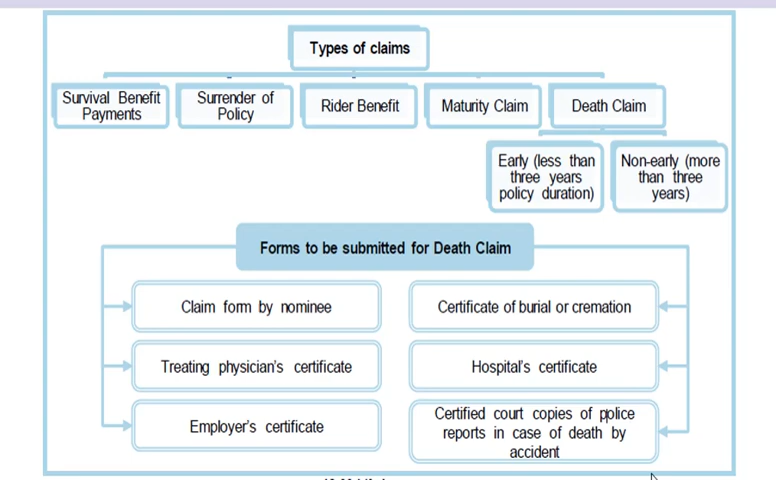 Types of claims
Survival Benefit
Payments
Surrender of
Policy
Rider Benefit
Maturity Claim
Death Claim
Early (less than
three years
policy duration)
Non-early (more
than three
years)
Forms to be submitted for Death Claim
Claim form by nominee
Certificate of burial or cremation
Treating physician's certificate
Hospital's certificate
Employer's certificate
Certified court copies of police
reports in case of death by
accident